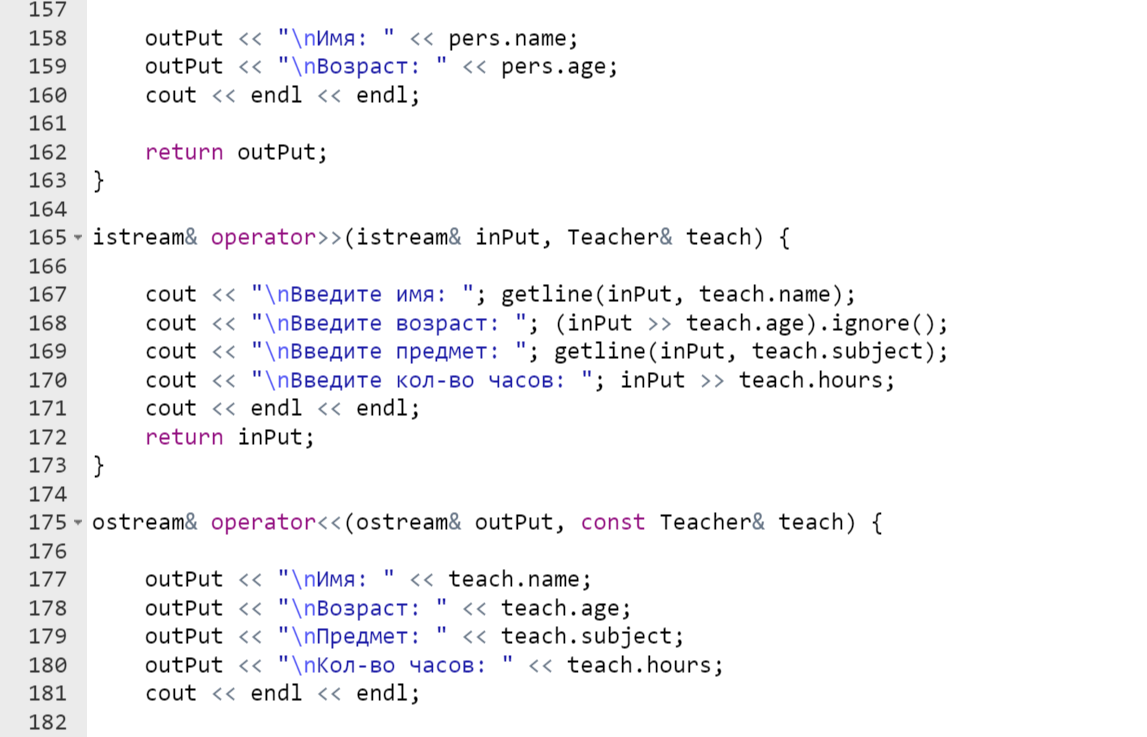 157
158 outPut << "\nИмя: " << pers.name;
159 outPut << "\nВозраст: " << pers.age;
160 cout << endl << endl;
161
162 return outPut;
163 }
164
165 istream& operator>>(istream& inPut, Teacher& teach) {
166
167 cout << "\nВведите имя: "; getline(inPut, teach.name);
168 cout << "\nВведите возраст: "; (inPut >> teach.age).ignore();
169 cout << "\nВведите предмет: "; getline(inPut, teach.subject);
170 cout << "\nВведите кол-во часов: "; inPut >> teach.hours;
171 cout << endl << endl;
172 return inPut;
173 }
174
175 ostream& operator<<(ostream& outPut, const Teacher& teach) {
176
177 outPut << "\nИмя: " << teach.name;
178 outPut << "\nВозраст: " << teach.age;
179 outPut << "\nПредмет: " << teach.subject;
180 outPut << "\nКол-во часов: " << teach.hours;
181 cout << endl << endl;
182